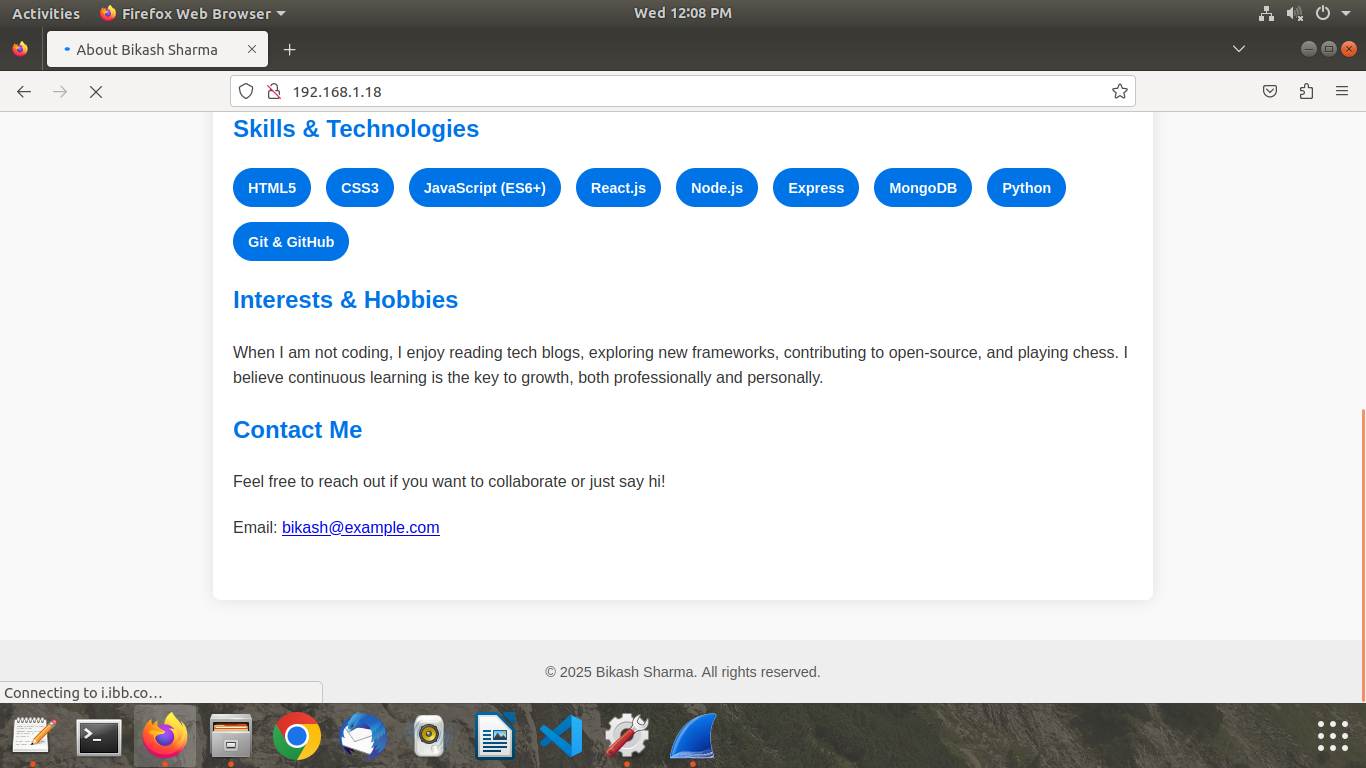 Activities Firefox Web Browser Wed 12:08 PM
About Bikash Sharma
192.168.1.18
Skills & Technologies
HTML5 CSS3 JavaScript (ES6+) React.js Node.js Express MongoDB Python
Git & GitHub
Interests & Hobbies
When I am not coding, I enjoy reading tech blogs, exploring new frameworks, contributing to open-source, and playing chess. I
believe continuous learning is the key to growth, both professionally and personally.
Contact Me
Feel free to reach out if you want to collaborate or just say hi!
Email: bikash@example.com
© 2025 Bikash Sharma. All rights reserved.
Connecting to i.ibb.co…